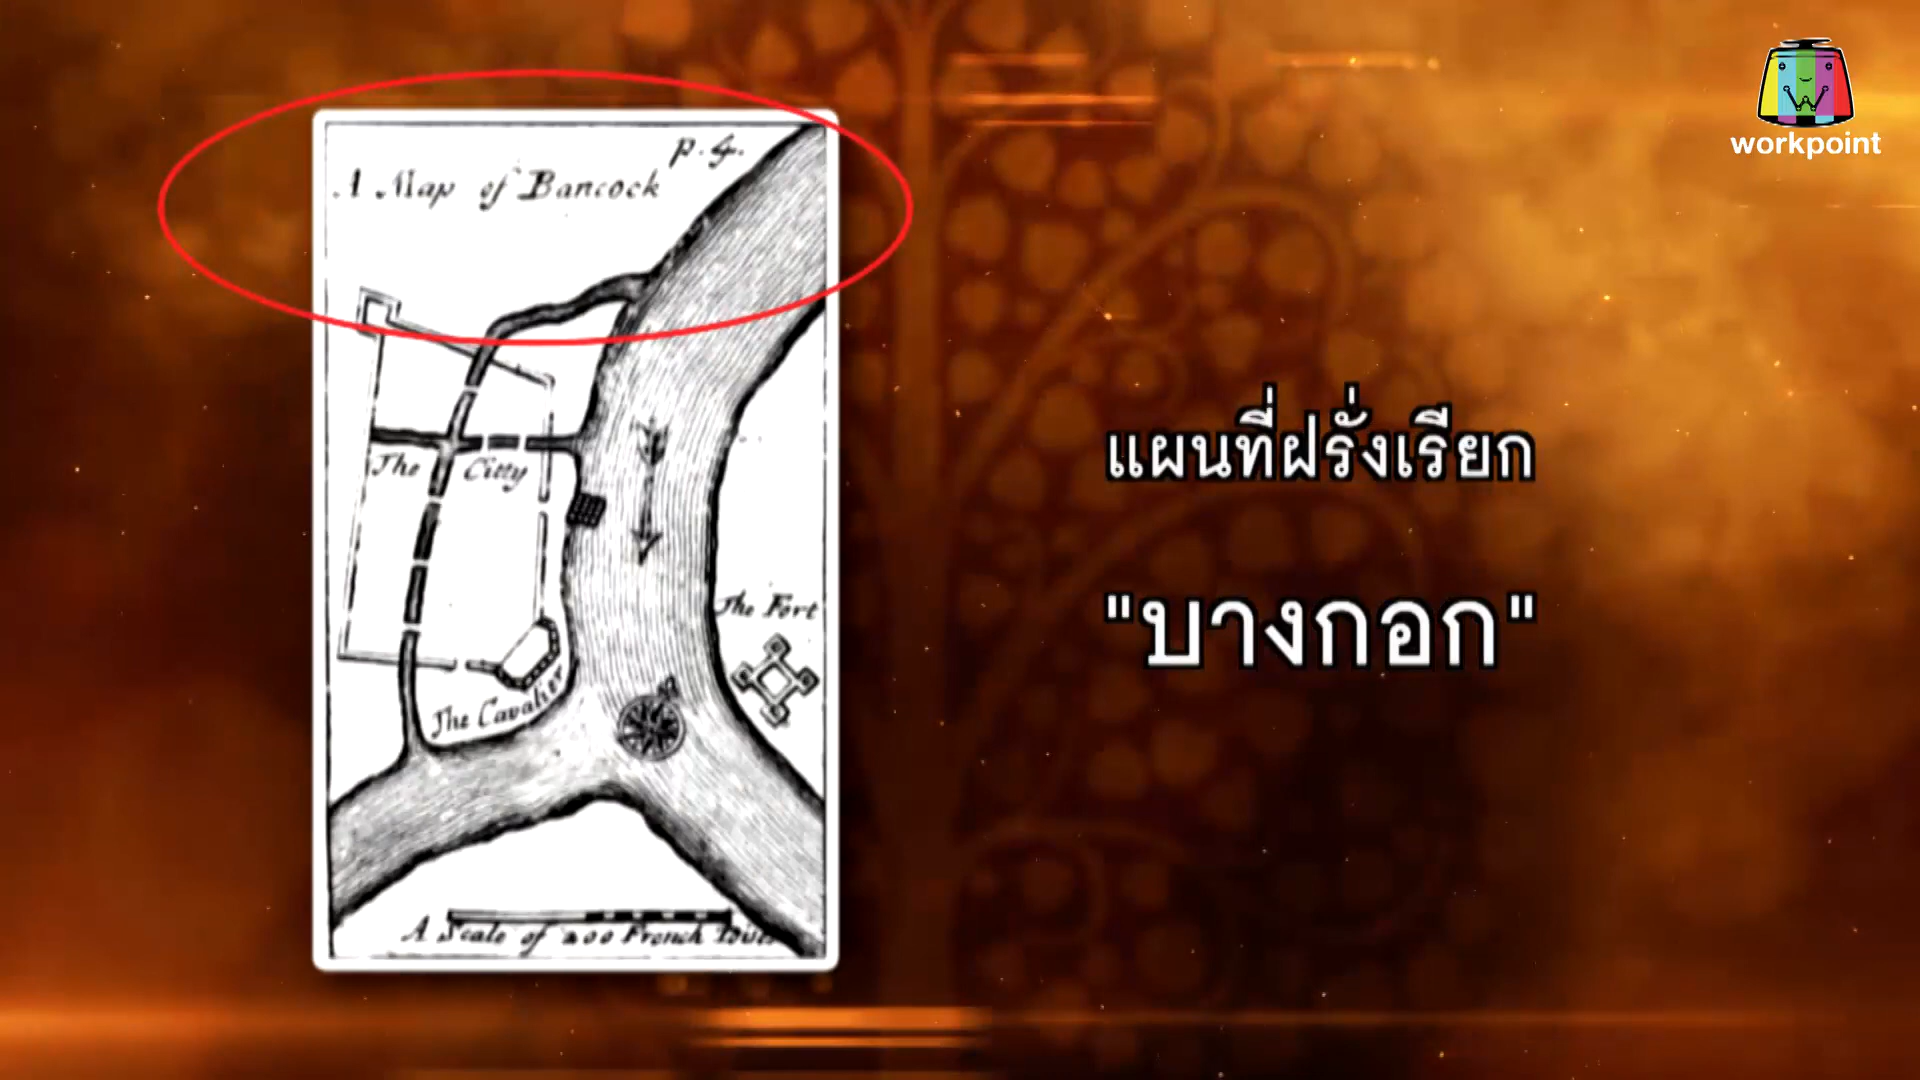 workpoint
p. 4.
A Map of Bancock
The Citty
The Fort
The Cavalier
A Scale of 200 French
แผนที่ฝรั่งเรียก
"บางกอก"